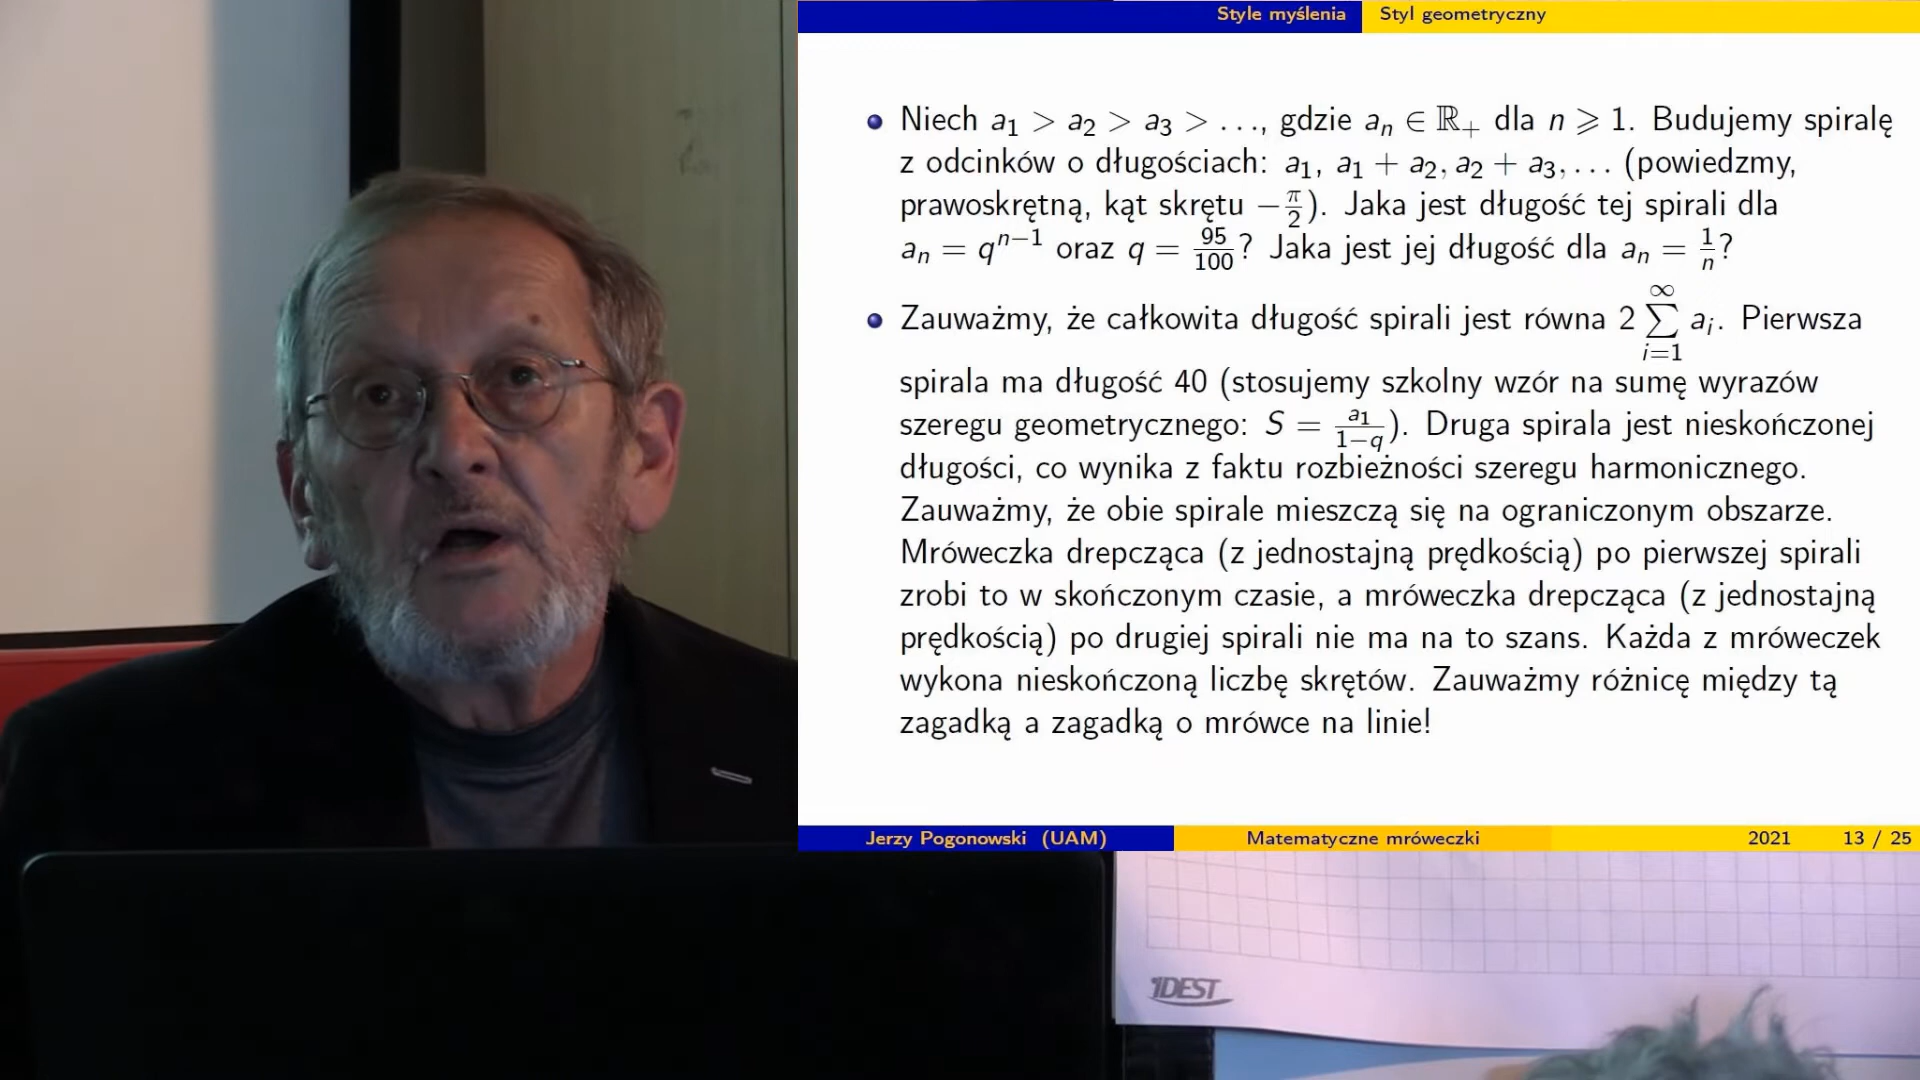 Style myślenia Styl geometryczny
Niech a₁ > a₂ > a₃ > …, gdzie aₙ ∈ ℝ₊ dla n ⩾ 1. Budujemy spiralę
z odcinków o długościach: a₁, a₁ + a₂, a₂ + a₃, … (powiedzmy,
prawoskrętną, kąt skrętu −π/2). Jaka jest długość tej spirali dla
aₙ = qⁿ⁻¹ oraz q = 95/100? Jaka jest jej długość dla aₙ = 1/n?
Zauważmy, że całkowita długość spirali jest równa 2 ∑_{i=1}^{∞} aᵢ. Pierwsza
spirala ma długość 40 (stosujemy szkolny wzór na sumę wyrazów
szeregu geometrycznego: S = a₁/(1−q)). Druga spirala jest nieskończonej
długości, co wynika z faktu rozbieżności szeregu harmonicznego.
Zauważmy, że obie spirale mieszczą się na ograniczonym obszarze.
Mróweczka drepcząca (z jednostajną prędkością) po pierwszej spirali
zrobi to w skończonym czasie, a mróweczka drepcząca (z jednostajną
prędkością) po drugiej spirali nie ma na to szans. Każda z mróweczek
wykona nieskończoną liczbę skrętów. Zauważmy różnicę między tą
zagadką a zagadką o mrówce na linie!
Jerzy Pogonowski (UAM) Matematyczne mróweczki 2021 13 / 25
IDEST